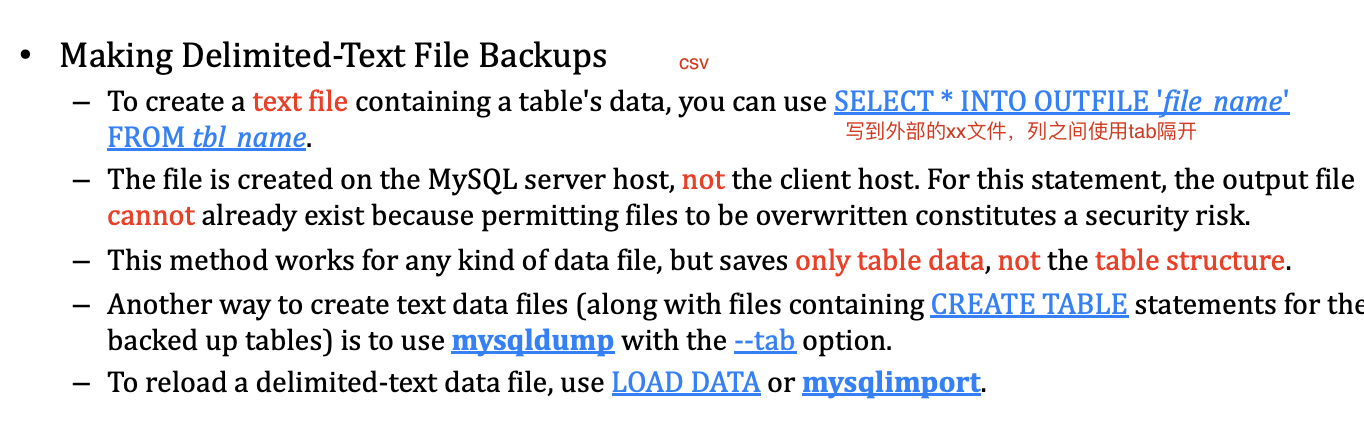 • Making Delimited-Text File Backups
csv
– To create a text file containing a table's data, you can use SELECT * INTO OUTFILE 'file_name'
写到外部的xx文件，列之间使用tab隔开
FROM tbl_name.
– The file is created on the MySQL server host, not the client host. For this statement, the output file
cannot already exist because permitting files to be overwritten constitutes a security risk.
– This method works for any kind of data file, but saves only table data, not the table structure.
– Another way to create text data files (along with files containing CREATE TABLE statements for the
backed up tables) is to use mysqldump with the --tab option.
– To reload a delimited-text data file, use LOAD DATA or mysqlimport.